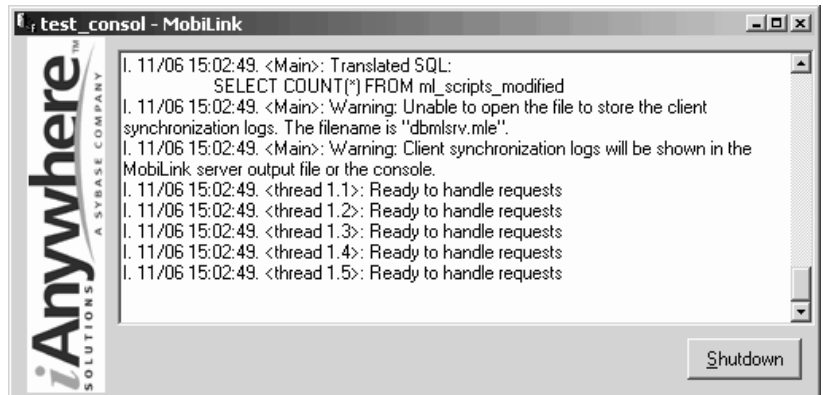 test_consol - MobiLink
iAnywhere
TM
SOLUTIONS
A SYBASE COMPANY
I. 11/06 15:02:49. <Main>: Translated SQL:
SELECT COUNT(*) FROM ml_scripts_modified
I. 11/06 15:02:49. <Main>: Warning: Unable to open the file to store the client
synchronization logs. The filename is "dbmlsrv.mle".
I. 11/06 15:02:49. <Main>: Warning: Client synchronization logs will be shown in the
MobiLink server output file or the console.
I. 11/06 15:02:49. <thread 1.1>: Ready to handle requests
I. 11/06 15:02:49. <thread 1.2>: Ready to handle requests
I. 11/06 15:02:49. <thread 1.3>: Ready to handle requests
I. 11/06 15:02:49. <thread 1.4>: Ready to handle requests
I. 11/06 15:02:49. <thread 1.5>: Ready to handle requests
Shutdown